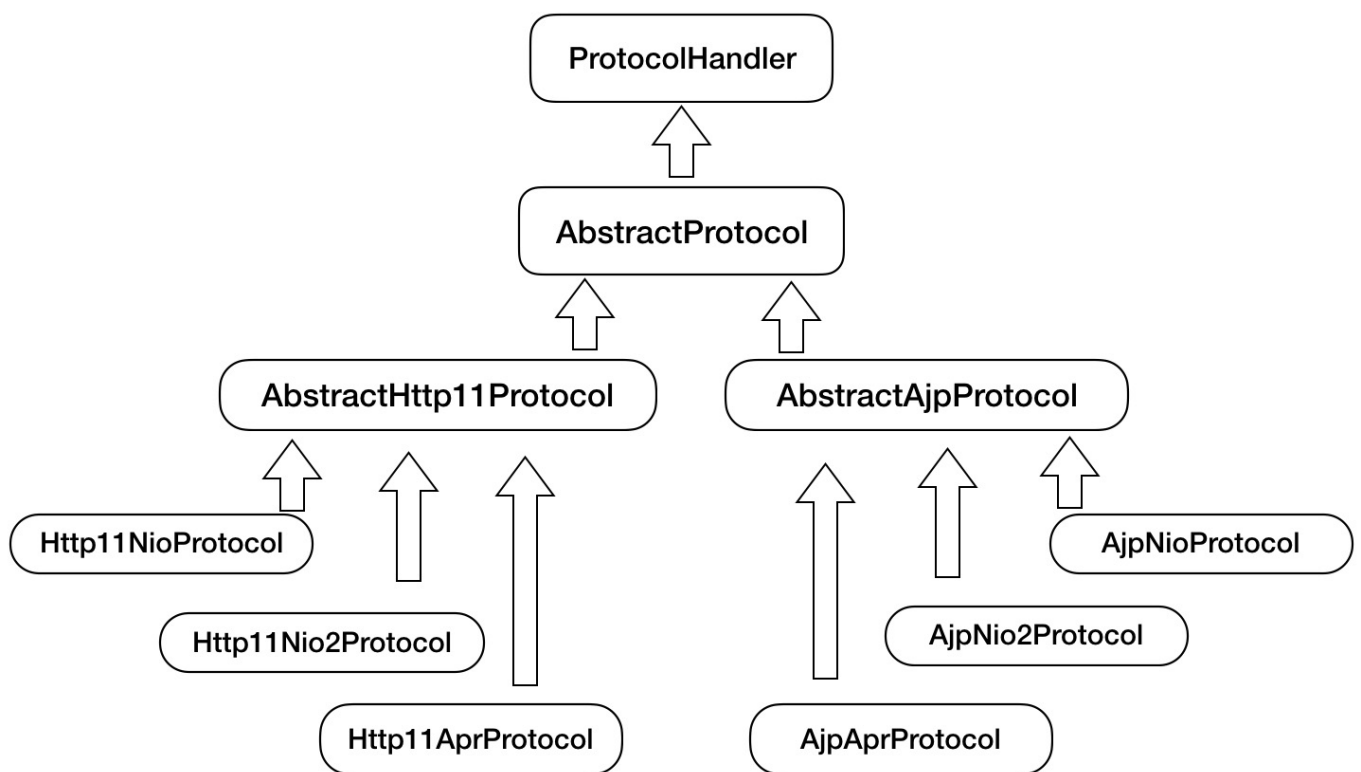 ProtocolHandler
AbstractProtocol
AbstractHttp11Protocol
AbstractAjpProtocol
Http11NioProtocol
AjpNioProtocol
Http11Nio2Protocol
AjpNio2Protocol
Http11AprProtocol
AjpAprProtocol